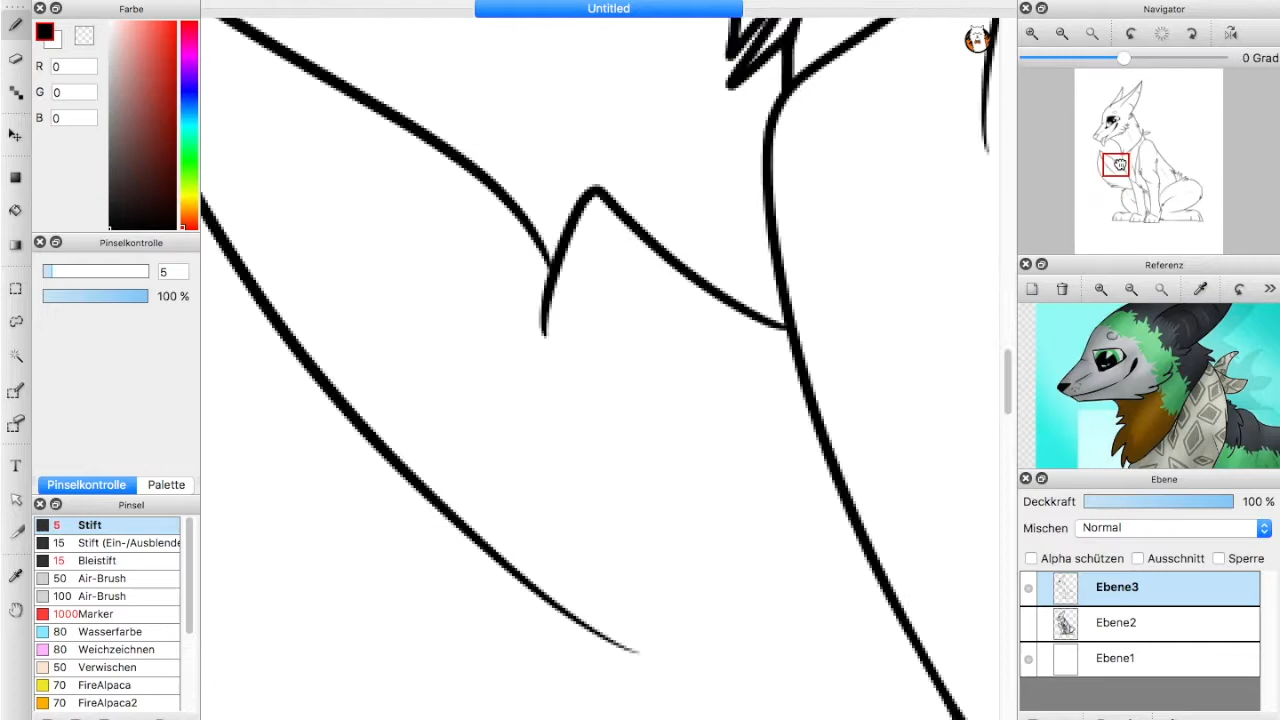 Farbe
Untitled
Navigator
R 0
G 0
B 0
0 Grad
Pinselkontrolle
5
100 %
Referenz
Pinselkontrolle Palette
Pinsel
5 Stift
15 Stift (Ein-/Ausblende
15 Bleistift
50 Air-Brush
100 Air-Brush
1000Marker
80 Wasserfarbe
80 Weichzeichnen
50 Verwischen
70 FireAlpaca
70 FireAlpaca2
T
Ebene
Deckkraft 100 %
Mischen Normal
Alpha schützen Ausschnitt Sperre
Ebene3
Ebene2
Ebene1